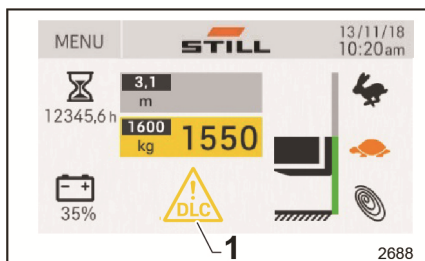 MENU
STILL
13/11/18
10:20am
12345,6 h
3,1
m
1600
kg
1550
- +
35%
DLC
1
2688